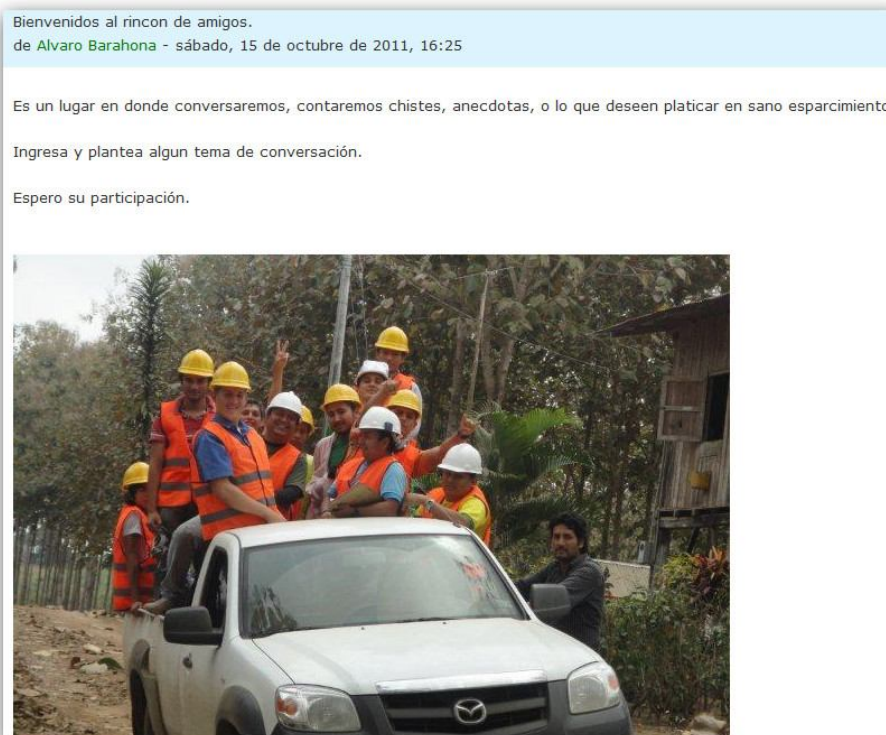 Bienvenidos al rincon de amigos.
de Alvaro Barahona - sábado, 15 de octubre de 2011, 16:25
Es un lugar en donde conversaremos, contaremos chistes, anecdotas, o lo que deseen platicar en sano esparcimiento
Ingresa y plantea algun tema de conversación.
Espero su participación.